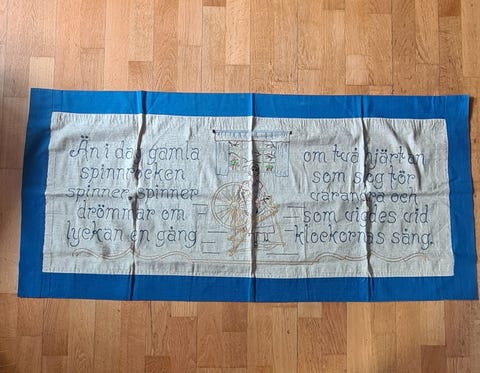 Än i dag gamla
spinnrocken
spinner, spinner
drömmar om
lyckan en gång
om två hjärtan
som slog för
varandra och
som vigdes vid
klockornas sång.